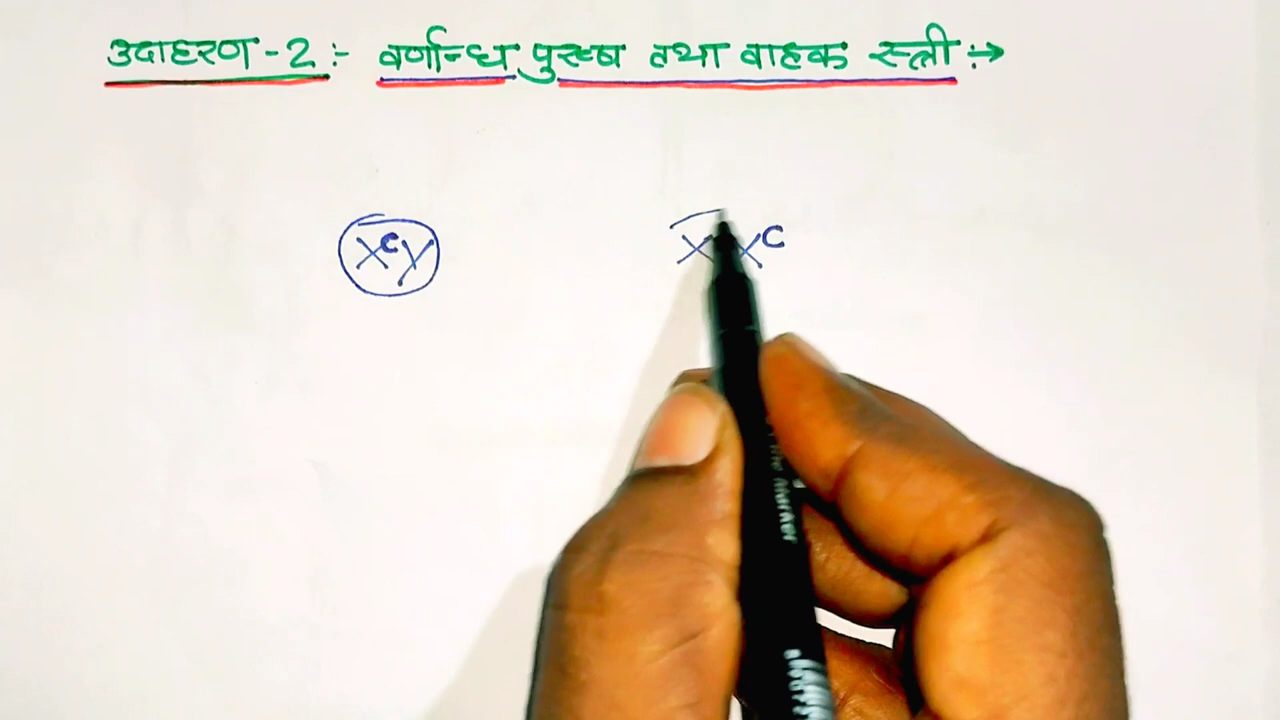 उदाहरण-2:- वर्णान्ध पुरुष तथा वाहक स्त्री :→
XᶜY XXᶜ